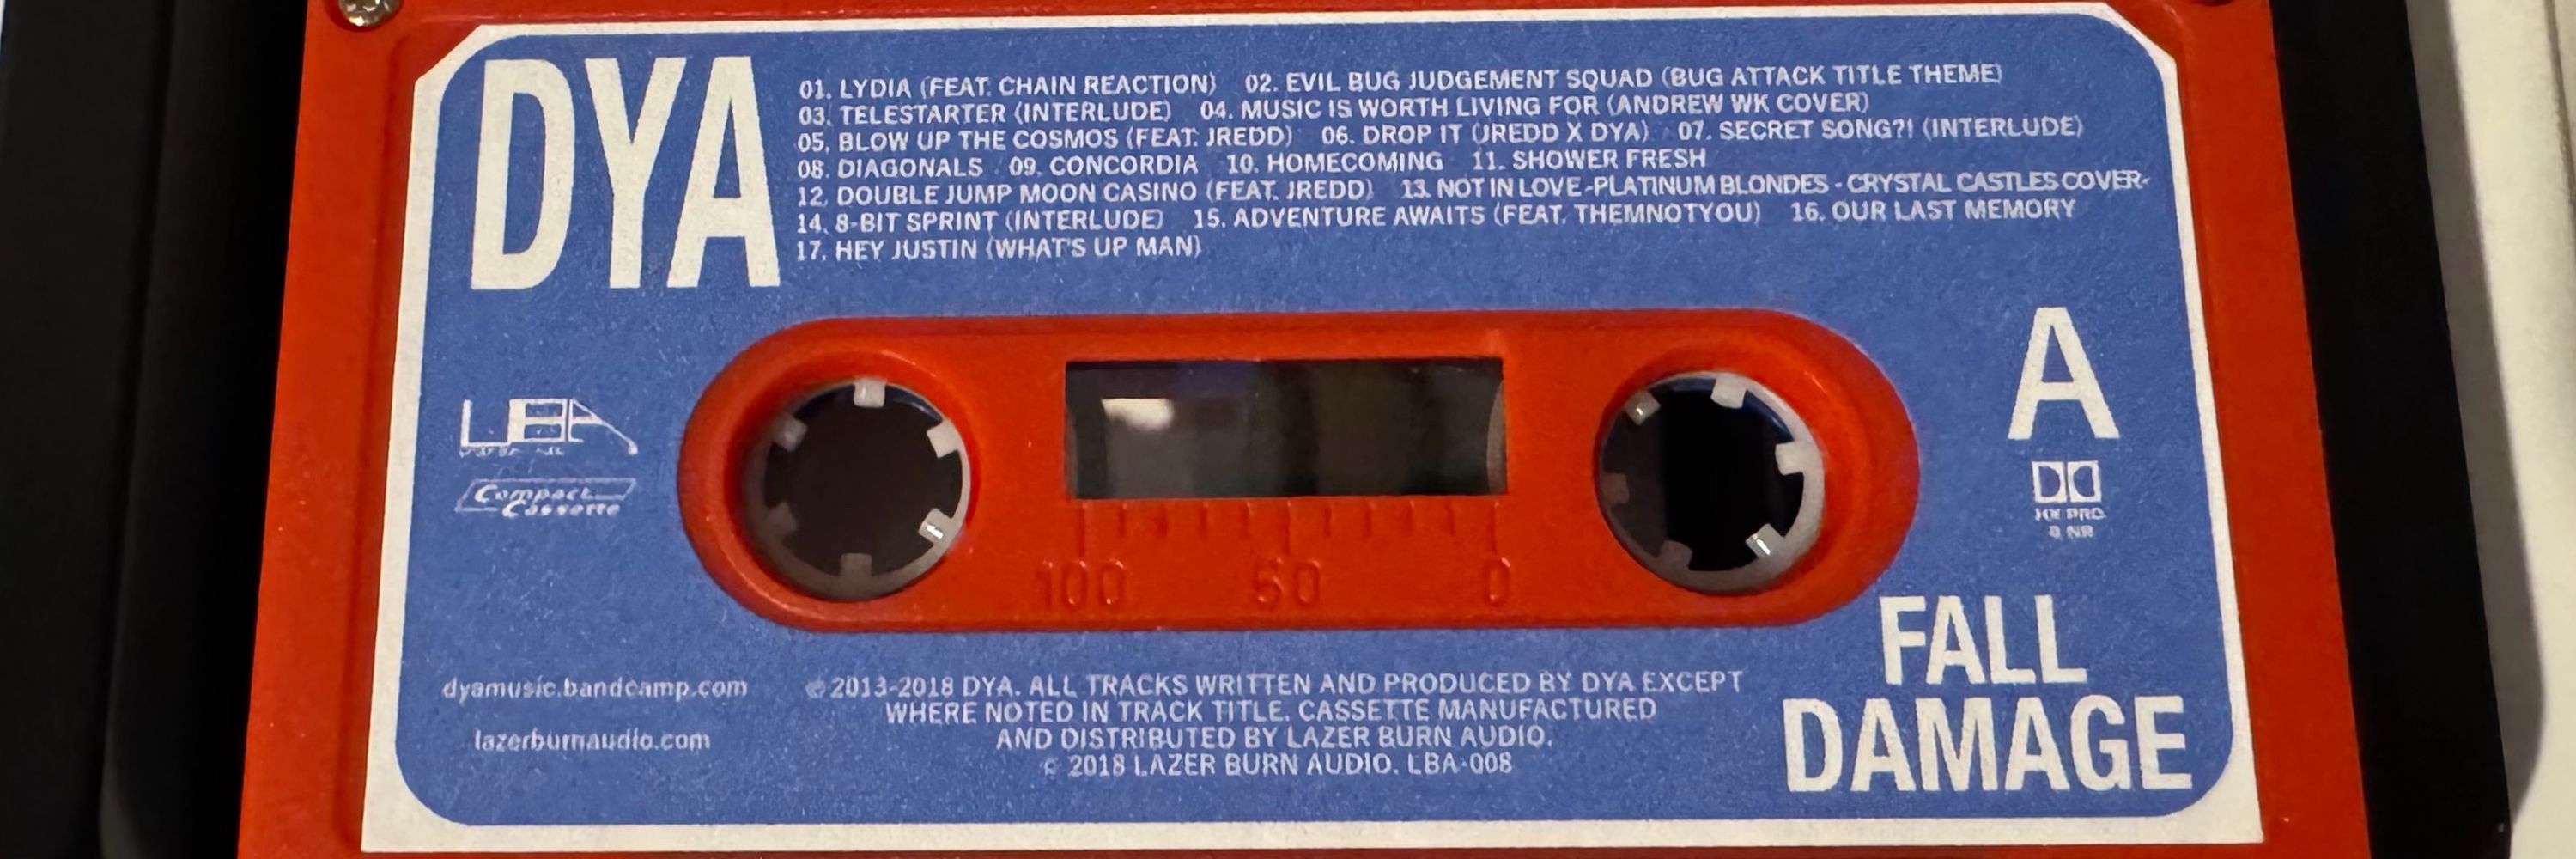 DYA
01. LYDIA (FEAT. CHAIN REACTION) 02. EVIL BUG JUDGEMENT SQUAD (BUG ATTACK TITLE THEME)
03. TELESTARTER (INTERLUDE) 04. MUSIC IS WORTH LIVING FOR (ANDREW WK COVER)
05. BLOW UP THE COSMOS (FEAT. JREDD) 06. DROP IT (JREDD X DYA) 07. SECRET SONG?! (INTERLUDE)
08. DIAGONALS 09. CONCORDIA 10. HOMECOMING 11. SHOWER FRESH
12. DOUBLE JUMP MOON CASINO (FEAT. JREDD) 13. NOT IN LOVE -PLATINUM BLONDES - CRYSTAL CASTLES COVER-
14. 8-BIT SPRINT (INTERLUDE) 15. ADVENTURE AWAITS (FEAT. THEMNOTYOU) 16. OUR LAST MEMORY
17. HEY JUSTIN (WHAT'S UP MAN)
A
LBA
Compact
Cassette
HX PRO
B NR
100 50 0
FALL
DAMAGE
dyamusic.bandcamp.com
lazerburnaudio.com
© 2013-2018 DYA. ALL TRACKS WRITTEN AND PRODUCED BY DYA EXCEPT
WHERE NOTED IN TRACK TITLE. CASSETTE MANUFACTURED
AND DISTRIBUTED BY LAZER BURN AUDIO.
© 2018 LAZER BURN AUDIO. LBA-008